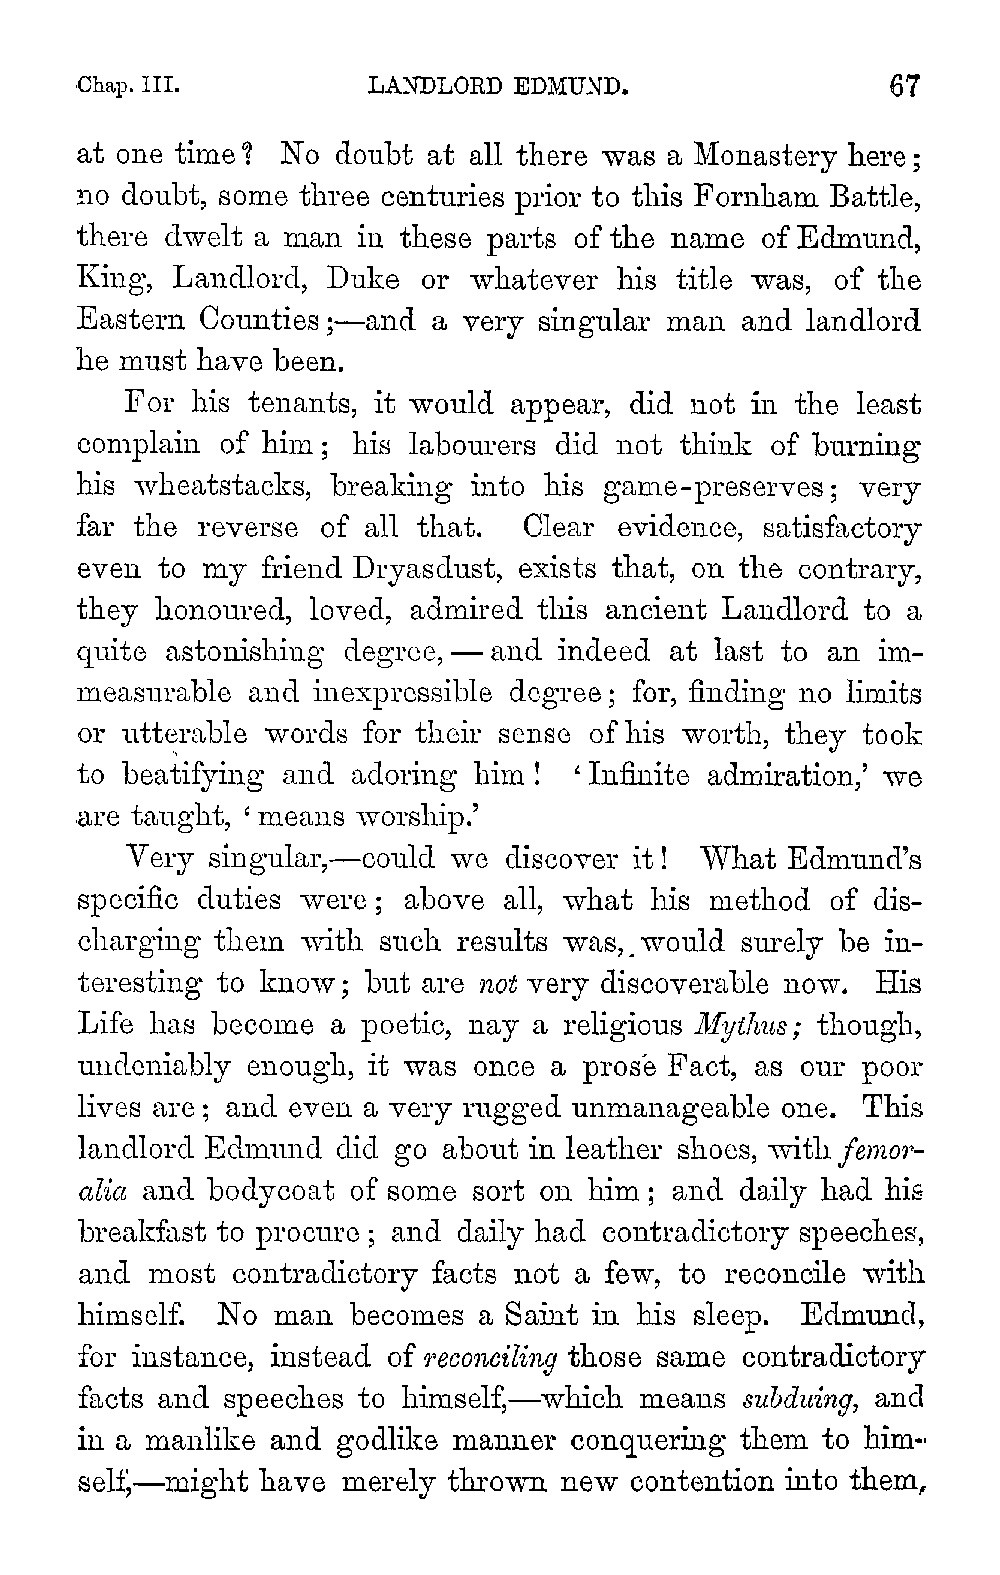 Chap. III. LANDLORD EDMUND. 67
at one time? No doubt at all there was a Monastery here;
no doubt, some three centuries prior to this Fornham Battle,
there dwelt a man in these parts of the name of Edmund,
King, Landlord, Duke or whatever his title was, of the
Eastern Counties;—and a very singular man and landlord
he must have been.
For his tenants, it would appear, did not in the least
complain of him; his labourers did not think of burning
his wheatstacks, breaking into his game-preserves; very
far the reverse of all that. Clear evidence, satisfactory
even to my friend Dryasdust, exists that, on the contrary,
they honoured, loved, admired this ancient Landlord to a
quite astonishing degree,—and indeed at last to an im-
measurable and inexpressible degree; for, finding no limits
or utterable words for their sense of his worth, they took
to beatifying and adoring him! ‘Infinite admiration,’ we
are taught, ‘means worship.’
Very singular,—could we discover it! What Edmund’s
specific duties were; above all, what his method of dis-
charging them with such results was, would surely be in-
teresting to know; but are not very discoverable now. His
Life has become a poetic, nay a religious Mythus; though,
undeniably enough, it was once a prose Fact, as our poor
lives are; and even a very rugged unmanageable one. This
landlord Edmund did go about in leather shoes, with femor-
alia and bodycoat of some sort on him; and daily had his
breakfast to procure; and daily had contradictory speeches,
and most contradictory facts not a few, to reconcile with
himself. No man becomes a Saint in his sleep. Edmund,
for instance, instead of reconciling those same contradictory
facts and speeches to himself,—which means subduing, and
in a manlike and godlike manner conquering them to him-
self,—might have merely thrown new contention into them,